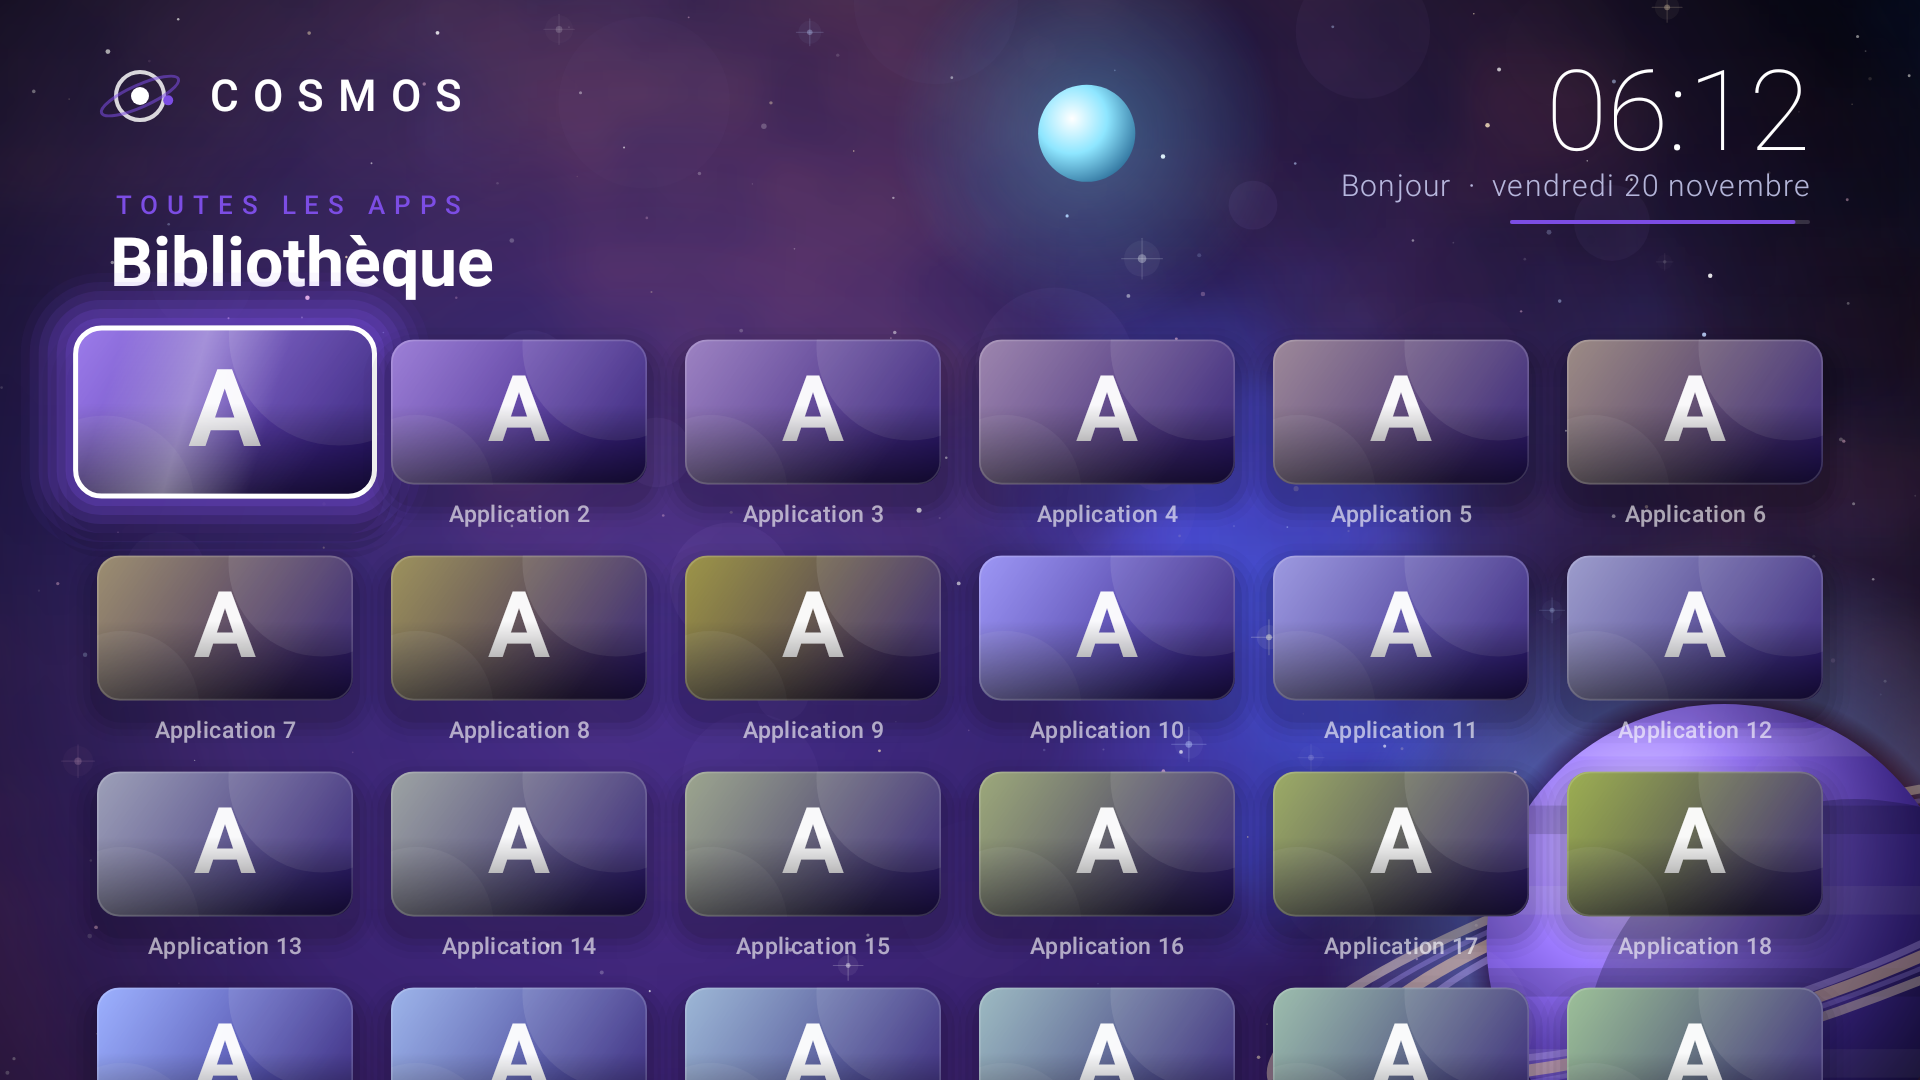 COSMOS
06:12
Bonjour · vendredi 20 novembre
TOUTES LES APPS
Bibliothèque
A A A A A A
Application 2 Application 3 Application 4 Application 5 Application 6
A A A A A A
Application 7 Application 8 Application 9 Application 10 Application 11 Application 12
A A A A A A
Application 13 Application 14 Application 15 Application 16 Application 17 Application 18
A A A A A A